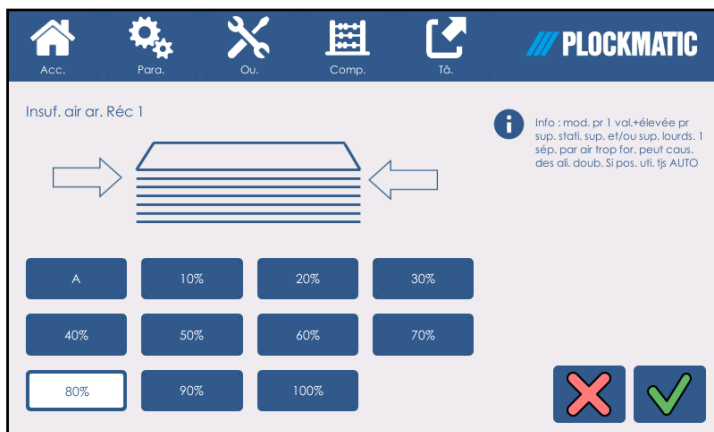 Acc.
Para.
Ou.
Comp.
Tâ.
PLOCKMATIC
Insuf. air ar. Réc 1
Info : mod. pr 1 val.+élevée pr
sup. stati. sup. et/ou sup. lourds. 1
sép. par air trop for. peut caus.
des ali. doub. Si pos. uti. tjs AUTO
A
10%
20%
30%
40%
50%
60%
70%
80%
90%
100%